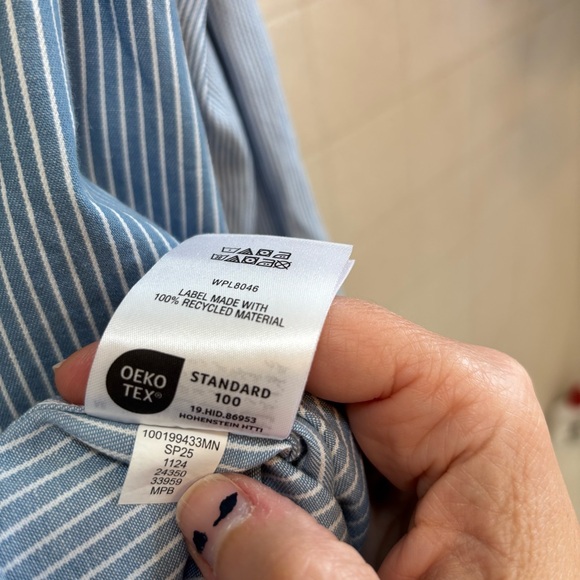 WPL8046
LABEL MADE WITH
100% RECYCLED MATERIAL
OEKO
TEX®
STANDARD
100
19.HID.86953
HOHENSTEIN HTTI
100199433MN
SP25
1124
24350
33959
MPB